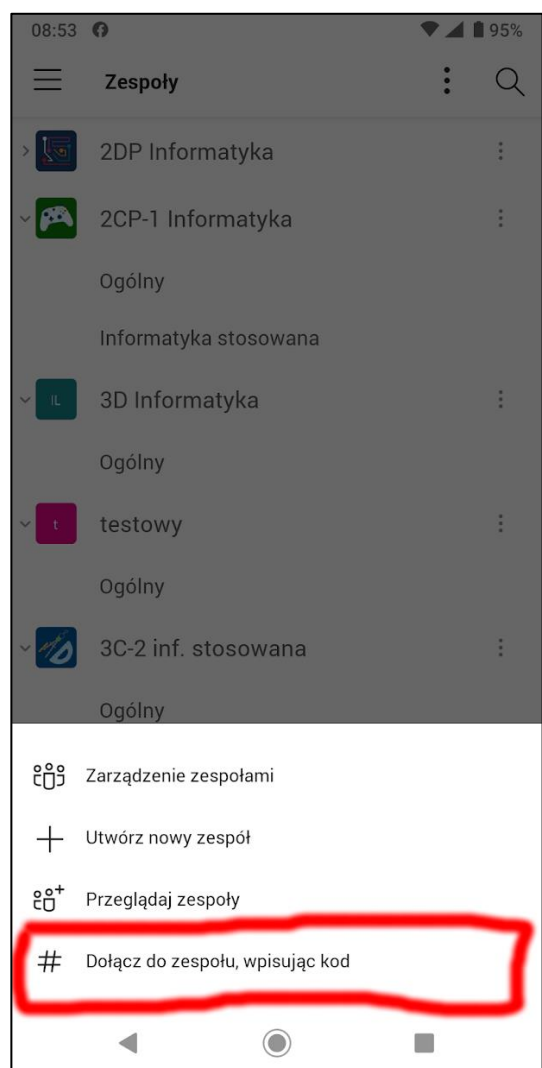 08:53 95%
Zespoły
2DP Informatyka
2CP-1 Informatyka
Ogólny
Informatyka stosowana
IL 3D Informatyka
Ogólny
t testowy
Ogólny
3C-2 inf. stosowana
Ogólny
Zarządzenie zespołami
Utwórz nowy zespół
Przeglądaj zespoły
# Dołącz do zespołu, wpisując kod